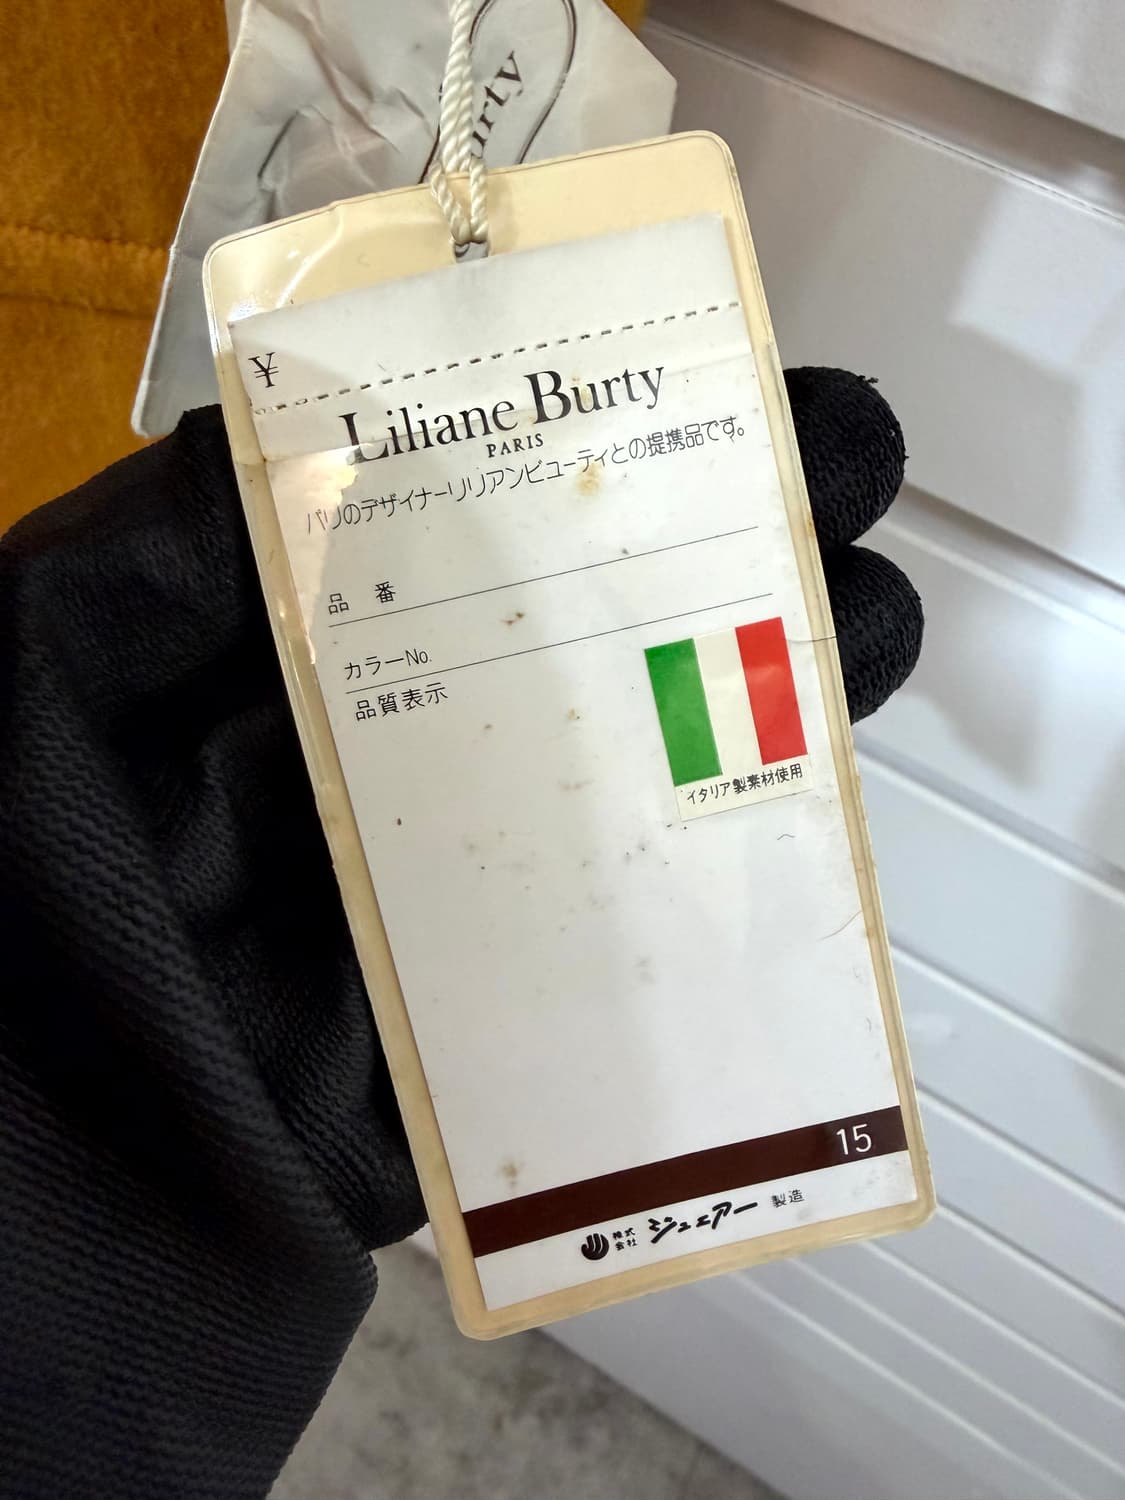 urty
¥
Liliane Burty
PARIS
パリのデザイナーリリアンビューティとの提携品です。
品 番
カラーNo.
品質表示
イタリア製素材使用
15
株式会社 ジュエアー 製造